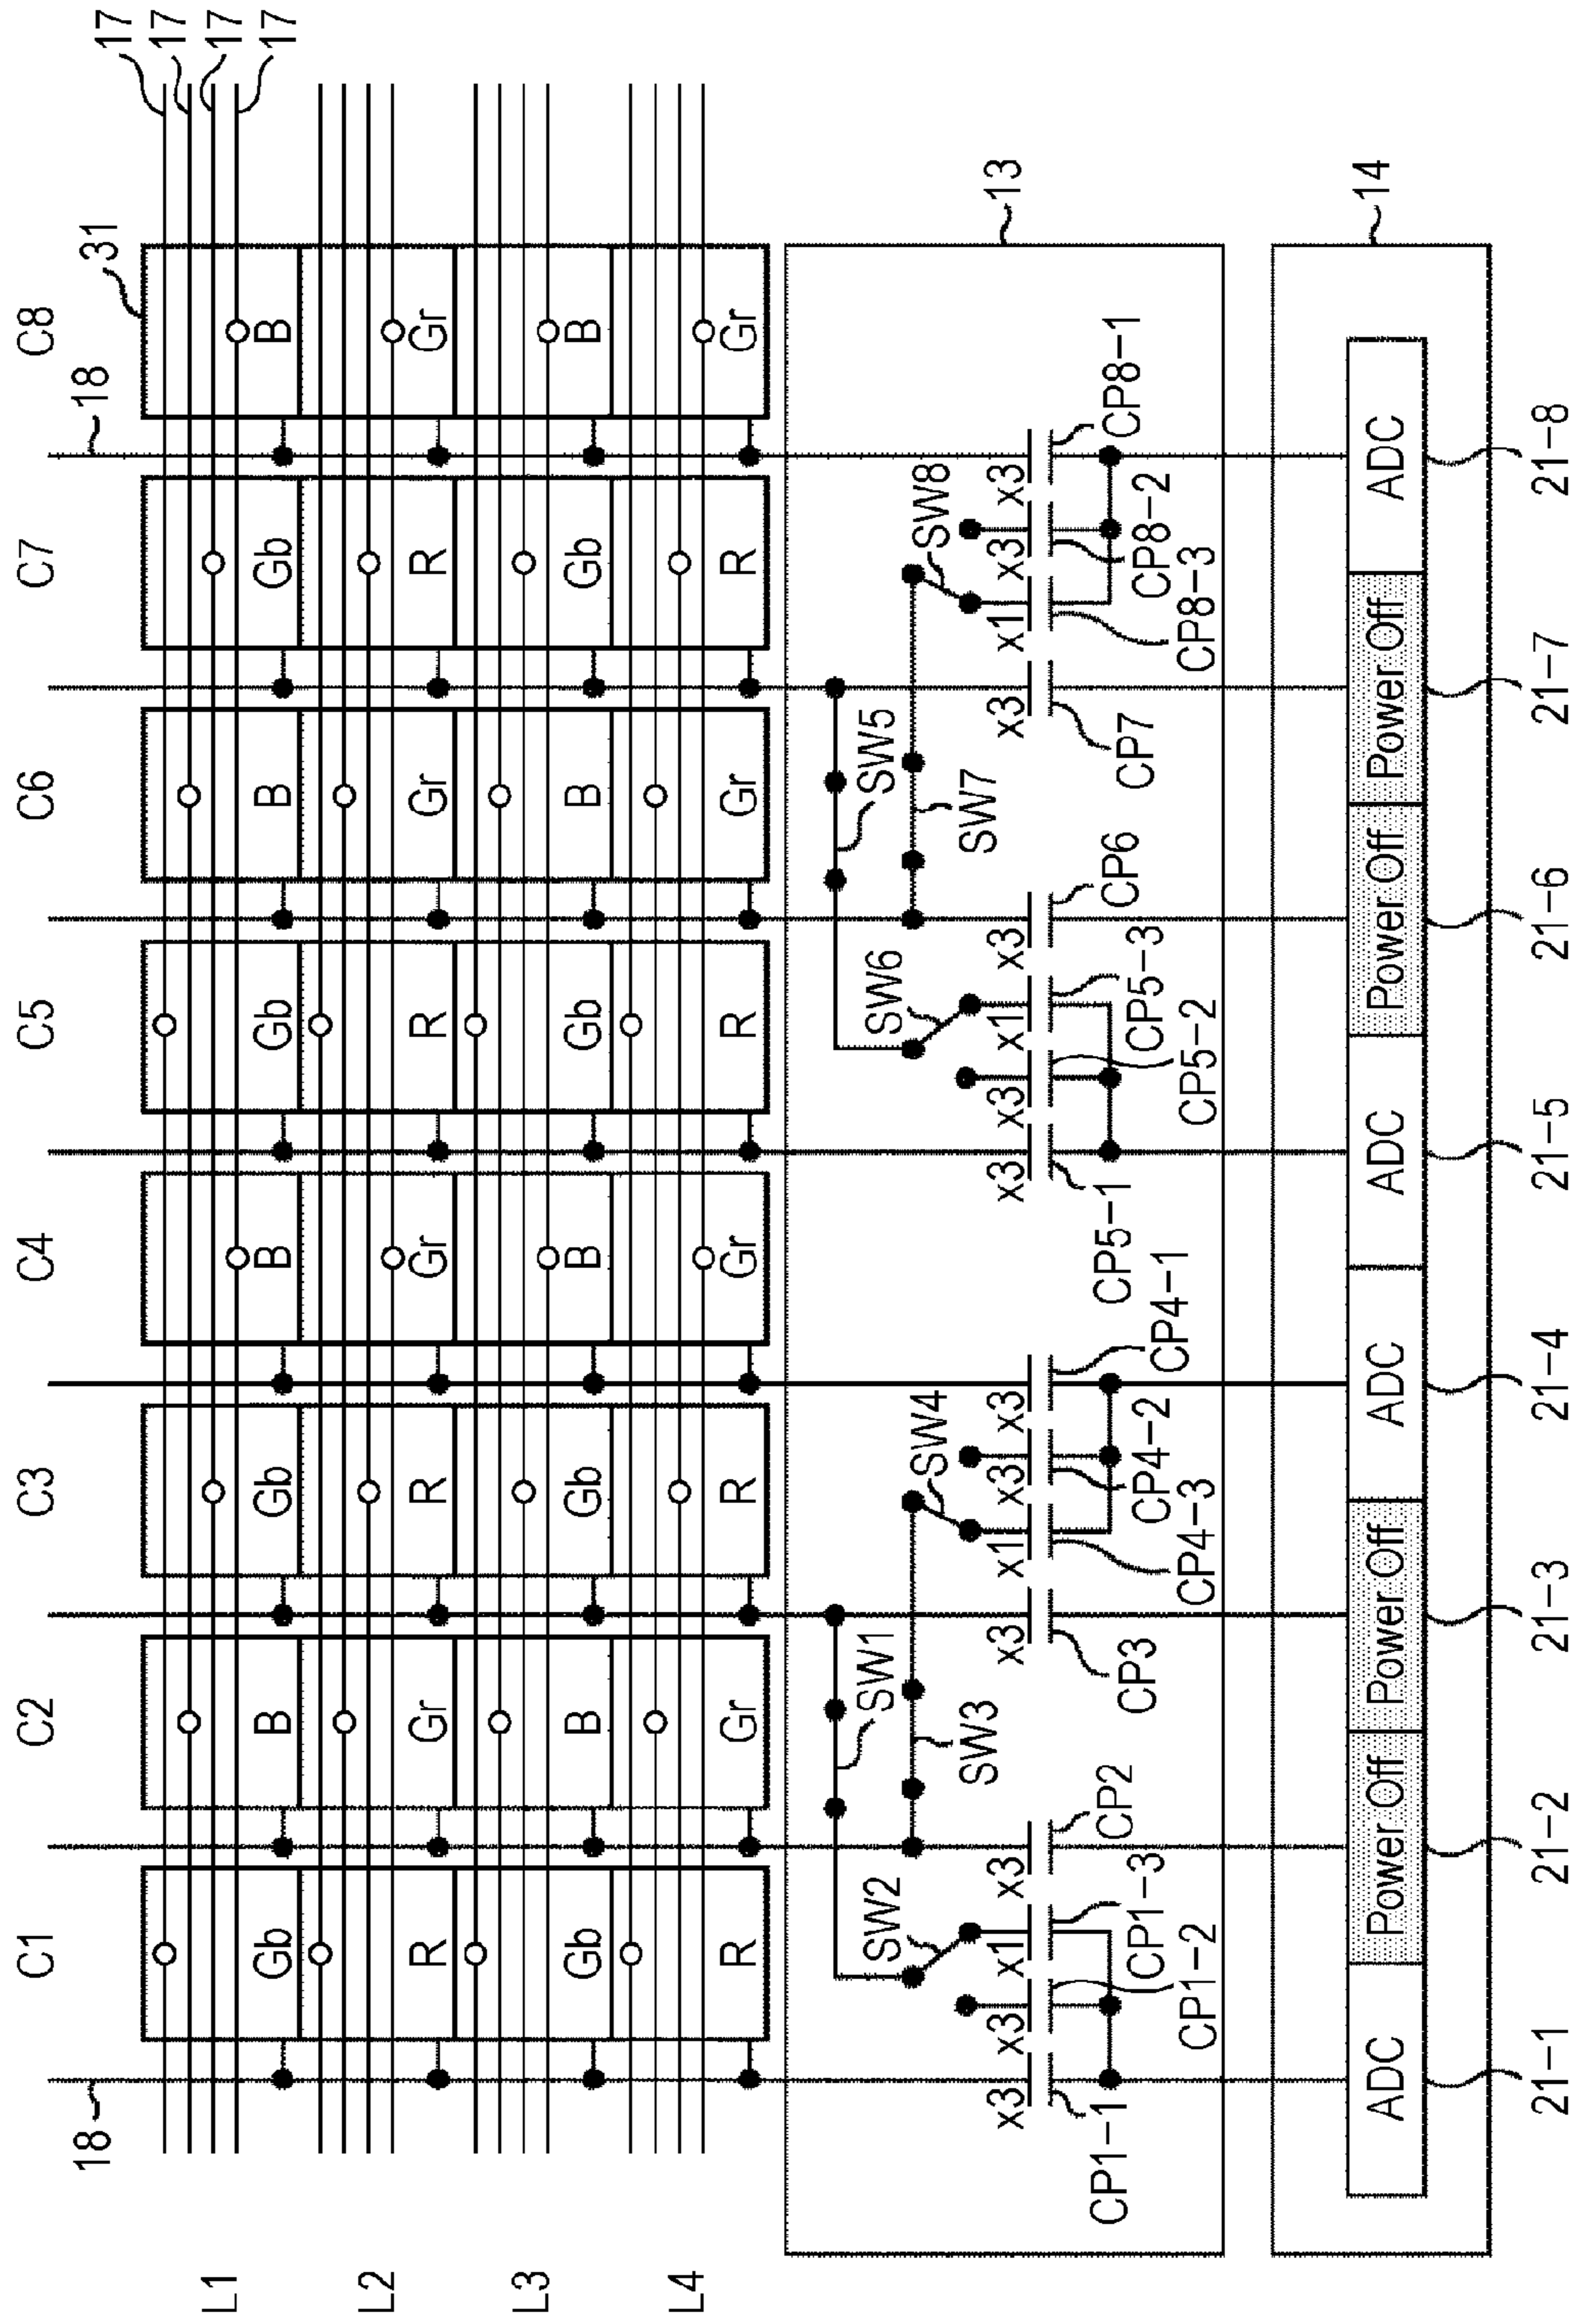 C1 C2 C3 C4 C5 C6 C7 C8
18 18 31 17 17 17 17
L1 Gb B Gb B Gb B Gb B
L2 R Gr R Gr R Gr R Gr
L3 Gb B Gb B Gb B Gb B
L4 R Gr R Gr R Gr R Gr
13
SW1 SW5
SW2 SW3 SW4 SW6 SW7 SW8
x3 x3 x1 x3 x3 x1 x3 x3 x3 x3 x1 x3 x3 x1 x3 x3
CP1-1 CP1-2 CP1-3 CP2 CP3 CP4-3 CP4-2 CP4-1 CP5-1 CP5-2 CP5-3 CP6 CP7 CP8-3 CP8-2 CP8-1
14
ADC Power Off Power Off ADC ADC Power Off Power Off ADC
21-1 21-2 21-3 21-4 21-5 21-6 21-7 21-8